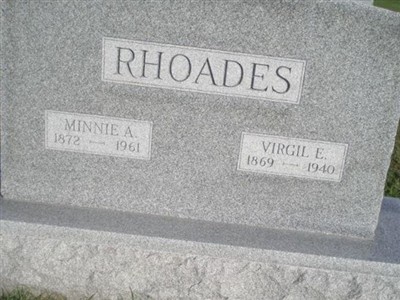 RHOADES
MINNIE A.
1872 — 1961
VIRGIL E.
1869 — 1940